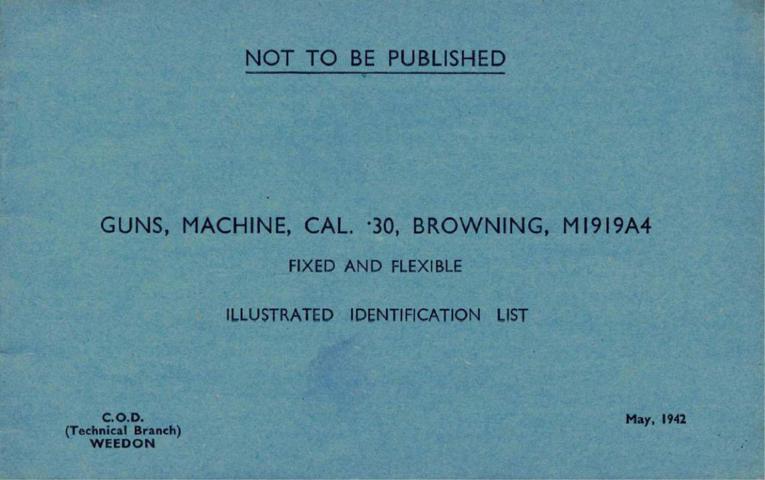 NOT TO BE PUBLISHED
GUNS, MACHINE, CAL. ·30, BROWNING, M1919A4
FIXED AND FLEXIBLE
ILLUSTRATED IDENTIFICATION LIST
C.O.D.
(Technical Branch)
WEEDON
May, 1942